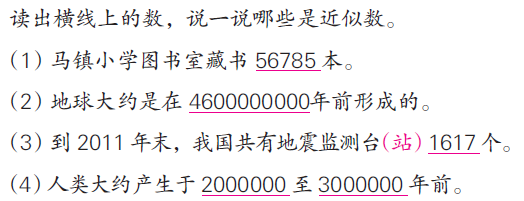 读出横线上的数，说一说哪些是近似数。
(1) 马镇小学图书室藏书 56785 本。
(2) 地球大约是在 4600000000年前形成的。
(3) 到 2011 年末，我国共有地震监测台(站) 1617 个。
(4) 人类大约产生于 2000000 至 3000000 年前。